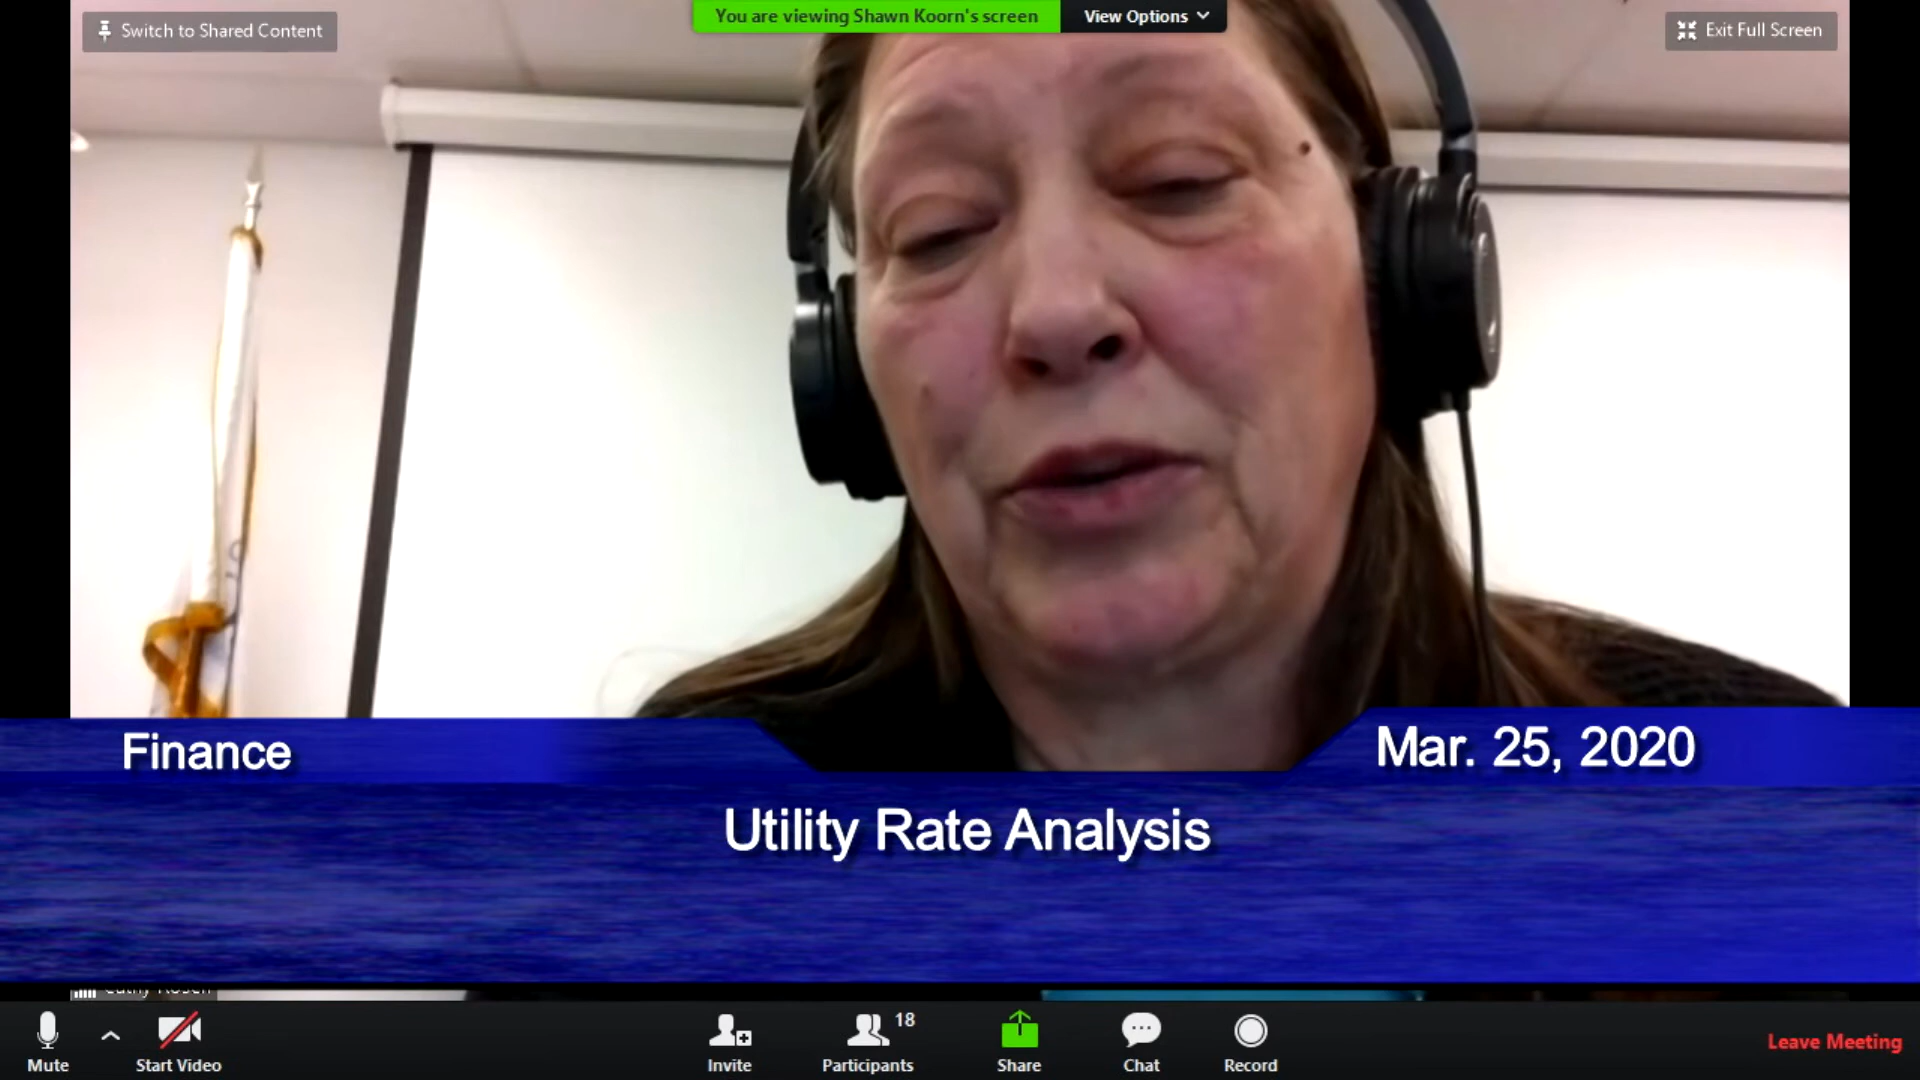 Switch to Shared Content
You are viewing Shawn Koorn's screen
View Options
Exit Full Screen
Finance
Mar. 25, 2020
Utility Rate Analysis
Mute
Start Video
Invite
18
Participants
Share
Chat
Record
Leave Meeting